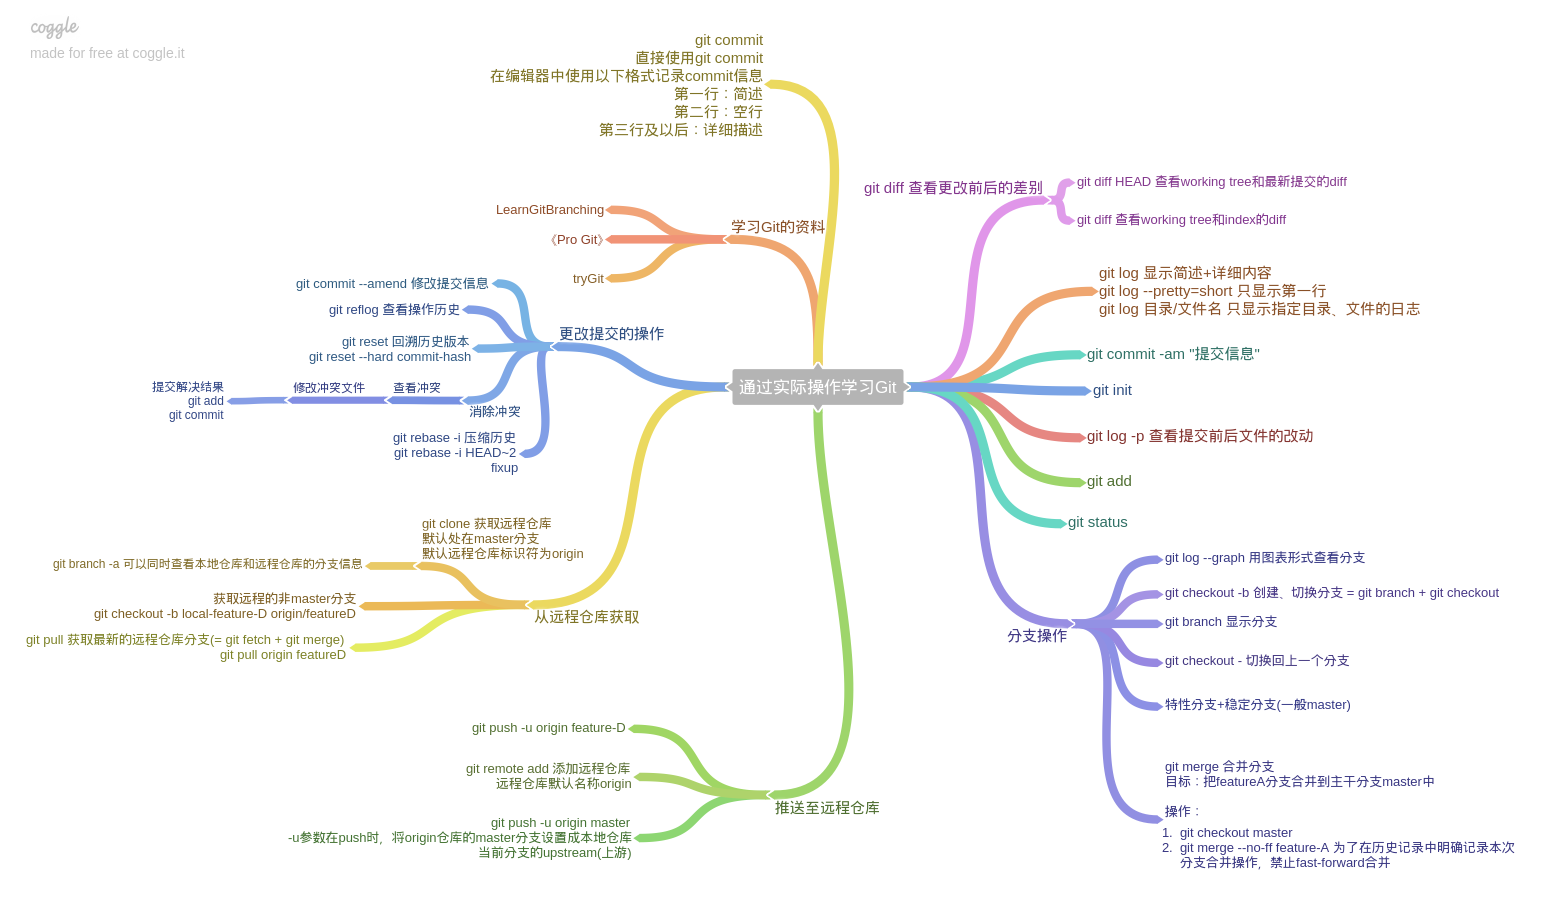 coggle
made for free at coggle.it
git commit
直接使用git commit
在编辑器中使用以下格式记录commit信息
第一行：简述
第二行：空行
第三行及以后：详细描述
学习Git的资料
LearnGitBranching
《Pro Git》
tryGit
更改提交的操作
git commit --amend 修改提交信息
git reflog 查看操作历史
git reset 回溯历史版本
git reset --hard commit-hash
消除冲突
查看冲突
修改冲突文件
提交解决结果
git add
git commit
git rebase -i 压缩历史
git rebase -i HEAD~2
fixup
通过实际操作学习Git
从远程仓库获取
git clone 获取远程仓库
默认处在master分支
默认远程仓库标识符为origin
git branch -a 可以同时查看本地仓库和远程仓库的分支信息
获取远程的非master分支
git checkout -b local-feature-D origin/featureD
git pull 获取最新的远程仓库分支(= git fetch + git merge)
git pull origin featureD
推送至远程仓库
git push -u origin feature-D
git remote add 添加远程仓库
远程仓库默认名称origin
git push -u origin master
-u参数在push时，将origin仓库的master分支设置成本地仓库
当前分支的upstream(上游)
git diff 查看更改前后的差别
git diff HEAD 查看working tree和最新提交的diff
git diff 查看working tree和index的diff
git log 显示简述+详细内容
git log --pretty=short 只显示第一行
git log 目录/文件名 只显示指定目录、文件的日志
git commit -am "提交信息"
git init
git log -p 查看提交前后文件的改动
git add
git status
分支操作
git log --graph 用图表形式查看分支
git checkout -b 创建、切换分支 = git branch + git checkout
git branch 显示分支
git checkout - 切换回上一个分支
特性分支+稳定分支(一般master)
git merge 合并分支
目标：把featureA分支合并到主干分支master中
操作：
1. git checkout master
2. git merge --no-ff feature-A 为了在历史记录中明确记录本次
分支合并操作，禁止fast-forward合并